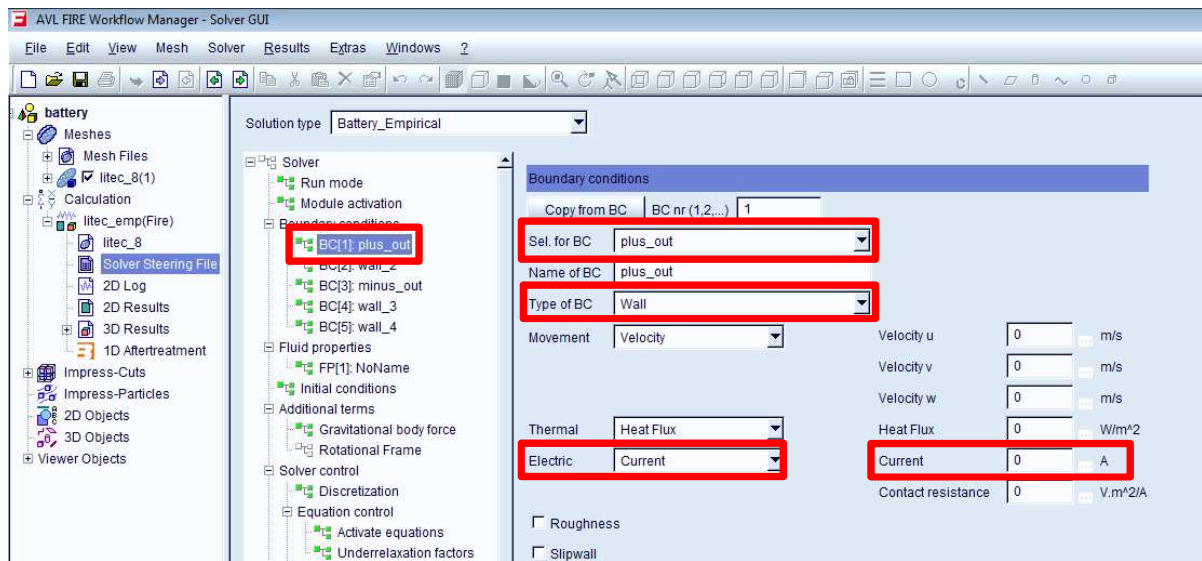 AVL FIRE Workflow Manager - Solver GUI
File Edit View Mesh Solver Results Extras Windows ?
battery
Meshes
Mesh Files
litec_8(1)
Calculation
litec_emp(Fire)
litec_8
Solver Steering File
2D Log
2D Results
3D Results
1D Aftertreatment
Impress-Cuts
Impress-Particles
2D Objects
3D Objects
Viewer Objects
Solution type Battery_Empirical
Solver
Run mode
Module activation
Boundary conditions
BC[1]: plus_out
BC[2]: wall_2
BC[3]: minus_out
BC[4]: wall_3
BC[5]: wall_4
Fluid properties
FP[1]: NoName
Initial conditions
Additional terms
Gravitational body force
Rotational Frame
Solver control
Discretization
Equation control
Activate equations
Underrelaxation factors
Boundary conditions
Copy from BC BC nr (1,2,...) 1
Sel. for BC plus_out
Name of BC plus_out
Type of BC Wall
Movement Velocity Velocity u 0 ... m/s
Velocity v 0 ... m/s
Velocity w 0 ... m/s
Thermal Heat Flux Heat Flux 0 ... W/m^2
Electric Current Current 0 ... A
Contact resistance 0 ... V.m^2/A
Roughness
Slipwall